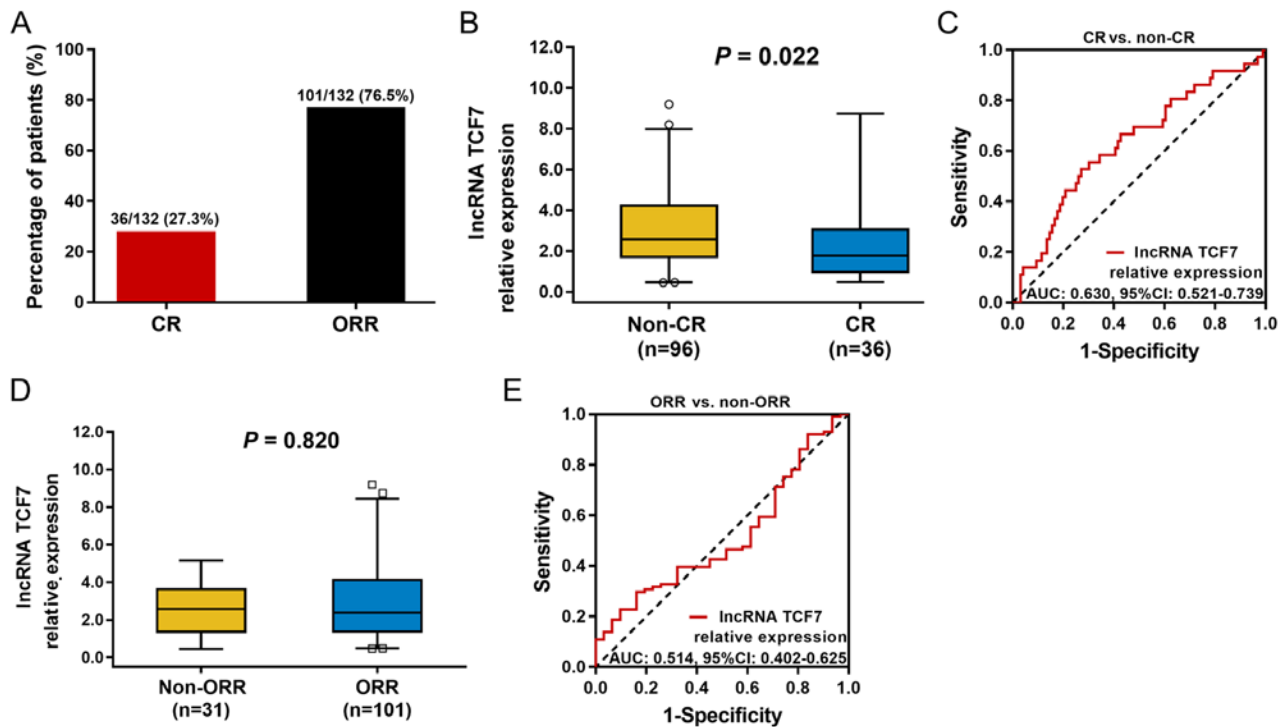 A
Percentage of patients (%)
100
80
60
40
20
0
36/132 (27.3%)
101/132 (76.5%)
CR
ORR
B
lncRNA TCF7
relative expression
12.0
10.0
8.0
6.0
4.0
2.0
0.0
P = 0.022
Non-CR
(n=96)
CR
(n=36)
C
CR vs. non-CR
Sensitivity
1.0
0.8
0.6
0.4
0.2
0.0
lncRNA TCF7
relative expression
AUC: 0.630, 95%CI: 0.521-0.739
0.0
0.2
0.4
0.6
0.8
1.0
1-Specificity
D
lncRNA TCF7
relative expression
12.0
10.0
8.0
6.0
4.0
2.0
0.0
P = 0.820
Non-ORR
(n=31)
ORR
(n=101)
E
ORR vs. non-ORR
Sensitivity
1.0
0.8
0.6
0.4
0.2
0.0
lncRNA TCF7
relative expression
AUC: 0.514, 95%CI: 0.402-0.625
0.0
0.2
0.4
0.6
0.8
1.0
1-Specificity